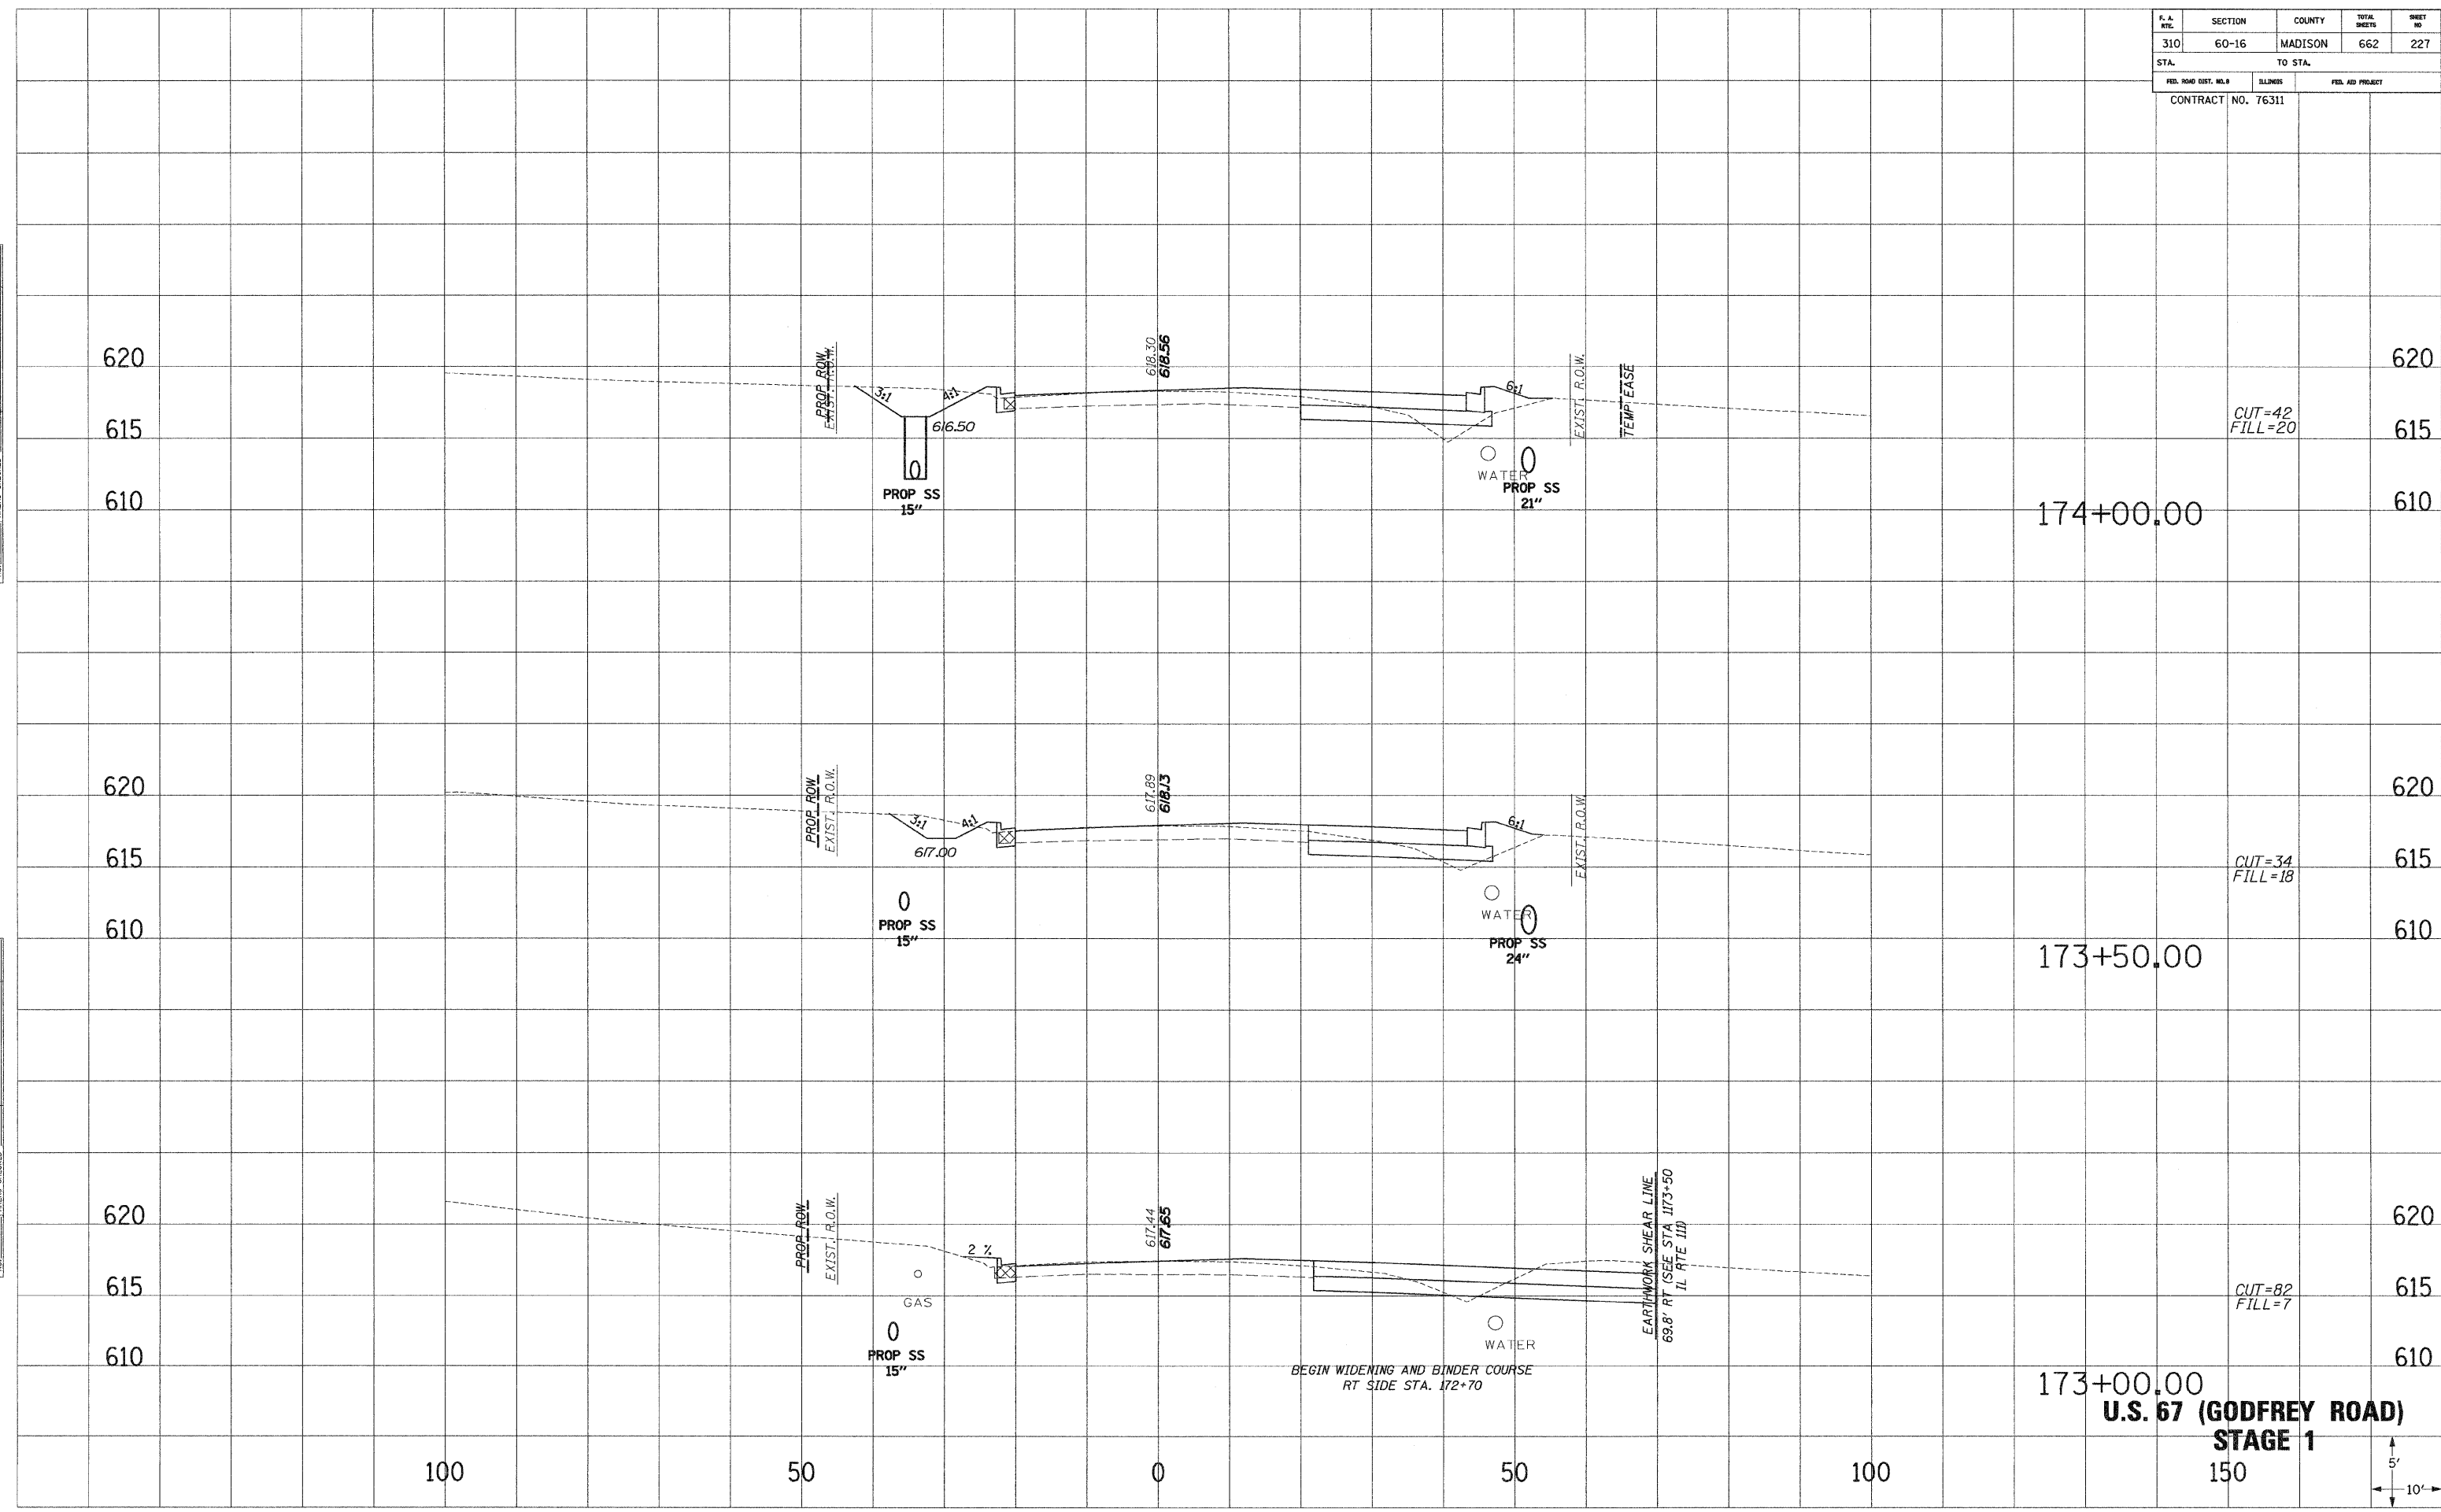 F. A. RTE. SECTION COUNTY TOTAL SHEETS SHEET NO
310 60-16 MADISON 662 227
STA. TO STA.
FED. ROAD DIST. NO. ILLINOIS FED. AID PROJECT
CONTRACT NO. 76311
620
615
610
PROP ROW
EXIST. R.O.W.
3:1
4:1
616.50
PROP SS
15"
618.30
618.56
6:1
WATER
PROP SS
21"
EXIST. R.O.W.
TEMP EASE
CUT=42
FILL=20
620
615
610
174+00.00
620
615
610
PROP ROW
EXIST. R.O.W.
3:1
4:1
617.00
PROP SS
15"
617.89
618.13
6:1
WATER
PROP SS
24"
EXIST. R.O.W.
CUT=34
FILL=18
620
615
610
173+50.00
620
615
610
PROP ROW
EXIST. R.O.W.
2 %
GAS
PROP SS
15"
617.44
617.65
WATER
BEGIN WIDENING AND BINDER COURSE
RT SIDE STA. 172+70
EARTHWORK SHEAR LINE
69.8' RT (SEE STA 1173+50
IL RTE 111)
CUT=82
FILL=7
620
615
610
173+00.00
U.S. 67 (GODFREY ROAD)
STAGE 1
100 50 0 50 100 150
5'
10'